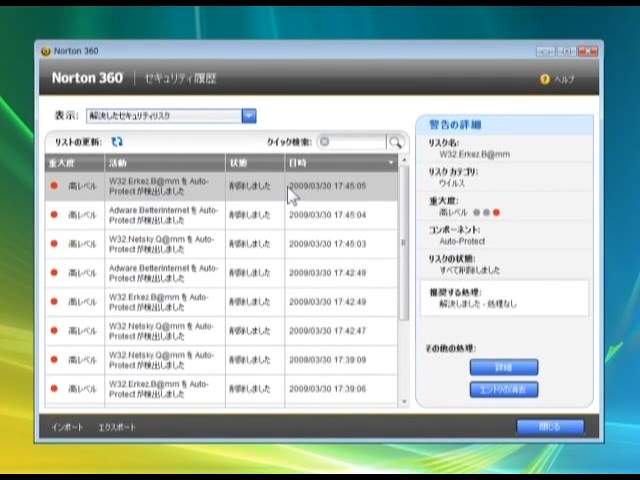 Norton 360
Norton 360 セキュリティ履歴
ヘルプ
表示: 解決したセキュリティリスク
リストの更新:
クイック検索:
重大度 活動 状態 日時
高レベル W32.Erkez.B@mm を Auto-Protect が検出しました 削除しました 2009/03/30 17:45:05
高レベル Adware.BetterInternet を Auto-Protect が検出しました 削除しました 2009/03/30 17:45:04
高レベル W32.Netsky.Q@mm を Auto-Protect が検出しました 削除しました 2009/03/30 17:45:03
高レベル Adware.BetterInternet を Auto-Protect が検出しました 削除しました 2009/03/30 17:42:49
高レベル W32.Erkez.B@mm を Auto-Protect が検出しました 削除しました 2009/03/30 17:42:49
高レベル W32.Netsky.Q@mm を Auto-Protect が検出しました 削除しました 2009/03/30 17:42:47
高レベル W32.Netsky.Q@mm を Auto-Protect が検出しました 削除しました 2009/03/30 17:39:09
高レベル W32.Erkez.B@mm を Auto-Protect が検出しました 削除しました 2009/03/30 17:39:06
警告の詳細
リスク名:
W32.Erkez.B@mm
リスク カテゴリ:
ウイルス
重大度:
高レベル
コンポーネント:
Auto-Protect
リスクの状態:
すべて削除しました
推奨する処理:
解決しました - 処理なし
その他の処理:
詳細
エントリの消去
インポート エクスポート
閉じる